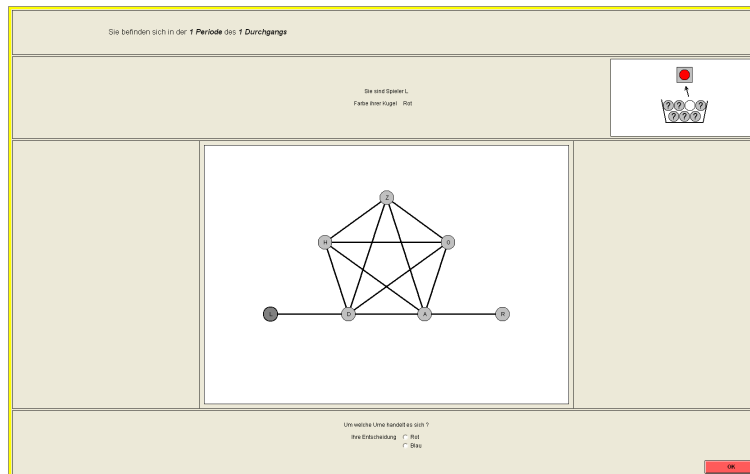 Sie befinden sich in der 1 Periode des 1 Durchgangs
Sie sind Spieler L
Farbe Ihrer Kugel Rot
? ? ?
? ? ?
Z
H
L
D
A
R
Um welche Urne handelt es sich ?
Ihre Entscheidung Rot
Blau
OK